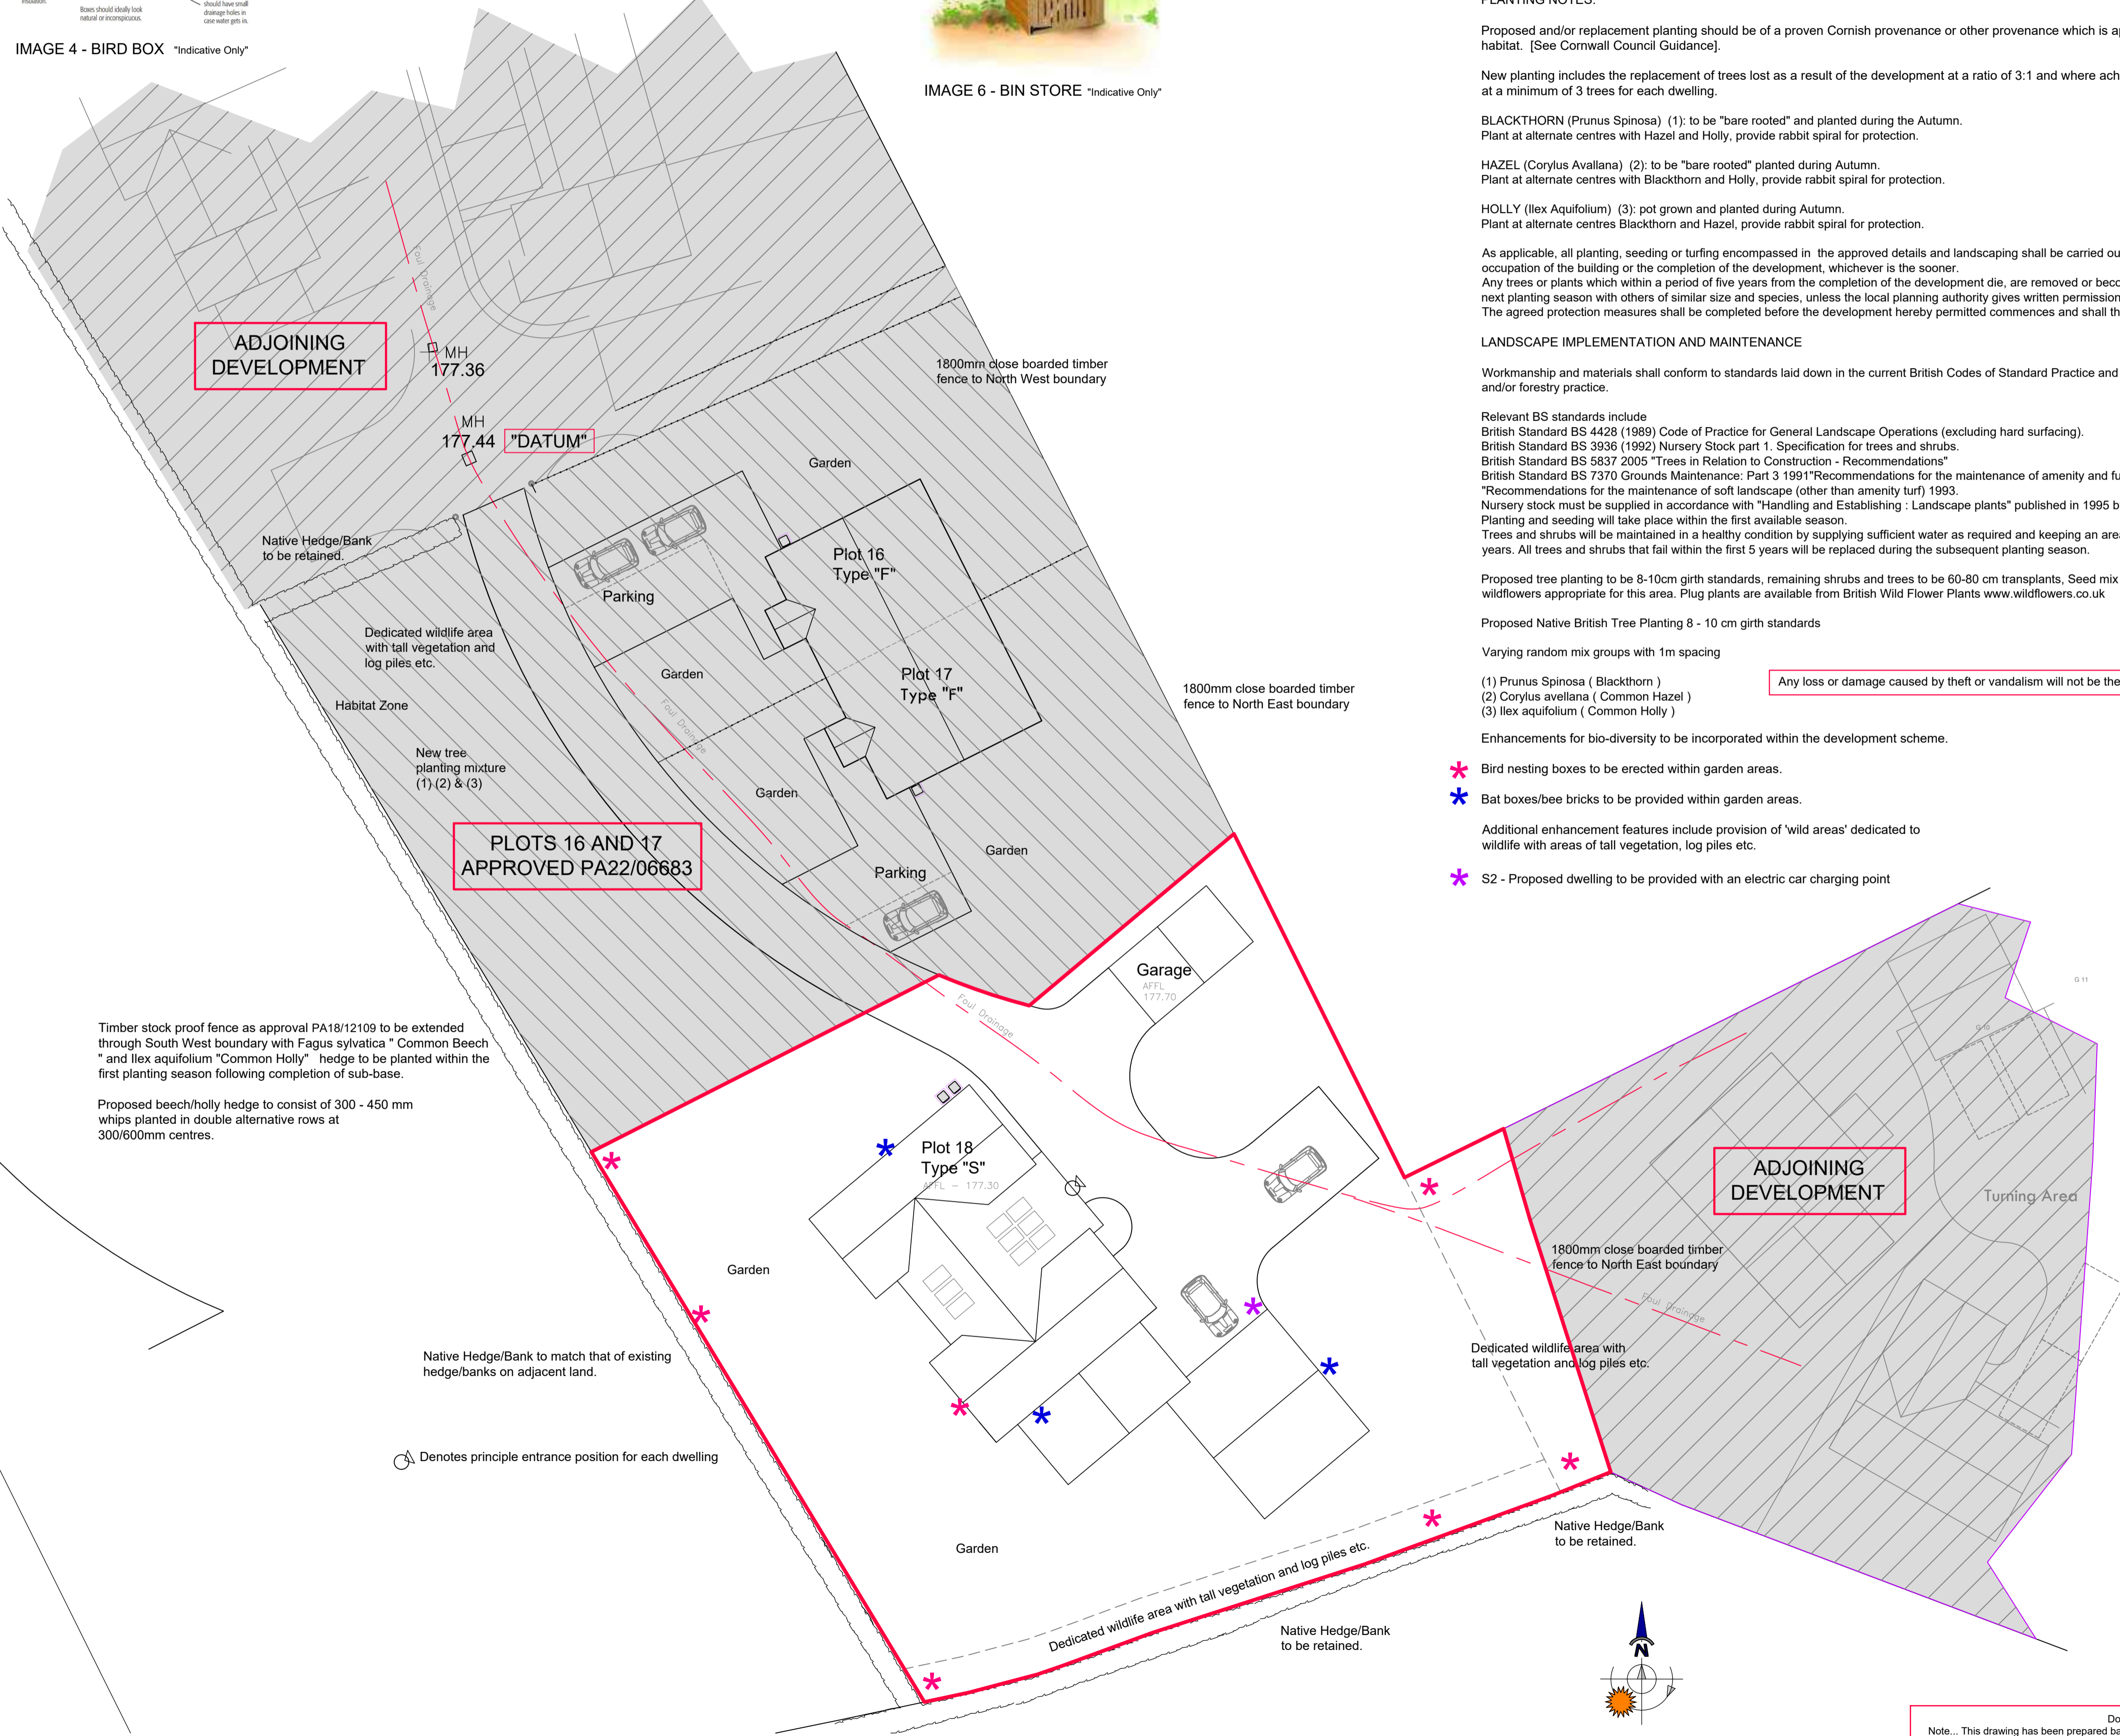 insulation.
Boxes should ideally look
natural or inconspicuous.
should have small
drainage holes in
case water gets in.
IMAGE 4 - BIRD BOX "Indicative Only"
IMAGE 6 - BIN STORE "Indicative Only"
PLANTING NOTES:
Proposed and/or replacement planting should be of a proven Cornish provenance or other provenance which is
habitat. [See Cornwall Council Guidance].
New planting includes the replacement of trees lost as a result of the development at a ratio of 3:1 and where
at a minimum of 3 trees for each dwelling.
BLACKTHORN (Prunus Spinosa) (1): to be "bare rooted" and planted during the Autumn.
Plant at alternate centres with Hazel and Holly, provide rabbit spiral for protection.
HAZEL (Corylus Avallana) (2): to be "bare rooted" planted during Autumn.
Plant at alternate centres with Blackthorn and Holly, provide rabbit spiral for protection.
HOLLY (Ilex Aquifolium) (3): pot grown and planted during Autumn.
Plant at alternate centres Blackthorn and Hazel, provide rabbit spiral for protection.
As applicable, all planting, seeding or turfing encompassed in the approved details and landscaping shall be carried
occupation of the building or the completion of the development, whichever is the sooner.
Any trees or plants which within a period of five years from the completion of the development die, are removed or
next planting season with others of similar size and species, unless the local planning authority gives written permission
The agreed protection measures shall be completed before the development hereby permitted commences and shall
LANDSCAPE IMPLEMENTATION AND MAINTENANCE
Workmanship and materials shall conform to standards laid down in the current British Codes of Standard Practice and
and/or forestry practice.
Relevant BS standards include
British Standard BS 4428 (1989) Code of Practice for General Landscape Operations (excluding hard surfacing).
British Standard BS 3936 (1992) Nursery Stock part 1. Specification for trees and shrubs.
British Standard BS 5837 2005 "Trees in Relation to Construction - Recommendations"
British Standard BS 7370 Grounds Maintenance: Part 3 1991"Recommendations for the maintenance of amenity and
"Recommendations for the maintenance of soft landscape (other than amenity turf) 1993.
Nursery stock must be supplied in accordance with "Handling and Establishing : Landscape plants" published in 1995
Planting and seeding will take place within the first available season.
Trees and shrubs will be maintained in a healthy condition by supplying sufficient water as required and keeping an
years. All trees and shrubs that fail within the first 5 years will be replaced during the subsequent planting season.
Proposed tree planting to be 8-10cm girth standards, remaining shrubs and trees to be 60-80 cm transplants, Seed mix
wildflowers appropriate for this area. Plug plants are available from British Wild Flower Plants www.wildflowers.co.uk
Proposed Native British Tree Planting 8 - 10 cm girth standards
Varying random mix groups with 1m spacing
(1) Prunus Spinosa ( Blackthorn )
(2) Corylus avellana ( Common Hazel )
(3) Ilex aquifolium ( Common Holly )
Any loss or damage caused by theft or vandalism will not be the
Enhancements for bio-diversity to be incorporated within the development scheme.
* Bird nesting boxes to be erected within garden areas.
* Bat boxes/bee bricks to be provided within garden areas.
Additional enhancement features include provision of 'wild areas' dedicated to
wildlife with areas of tall vegetation, log piles etc.
* S2 - Proposed dwelling to be provided with an electric car charging point
ADJOINING
DEVELOPMENT
Foul Drainage
MH
177.36
MH
177.44
"DATUM"
1800mm close boarded timber
fence to North West boundary
Garden
Native Hedge/Bank
to be retained.
Plot 16
Type "F"
Parking
Dedicated wildlife area
with tall vegetation and
log piles etc.
Garden
Plot 17
Type "F"
1800mm close boarded timber
fence to North East boundary
Habitat Zone
Foul Drainage
New tree
planting mixture
(1) (2) & (3)
Garden
PLOTS 16 AND 17
APPROVED PA22/06683
Garden
Parking
Garage
AFFL
177.70
Foul Drainage
G 11
G 10
Timber stock proof fence as approval PA18/12109 to be extended
through South West boundary with Fagus sylvatica " Common Beech
" and Ilex aquifolium "Common Holly" hedge to be planted within the
first planting season following completion of sub-base.
Proposed beech/holly hedge to consist of 300 - 450 mm
whips planted in double alternative rows at
300/600mm centres.
Plot 18
Type "S"
AFFL - 177.30
ADJOINING
DEVELOPMENT
Turning Area
1800mm close boarded timber
fence to North East boundary
Garden
Foul Drainage
Dedicated wildlife area with
tall vegetation and log piles etc.
Native Hedge/Bank to match that of existing
hedge/banks on adjacent land.
Denotes principle entrance position for each dwelling
Native Hedge/Bank
to be retained.
Garden
Dedicated wildlife area with tall vegetation and log piles etc.
Native Hedge/Bank
to be retained.
N
Note... This drawing has been prepared